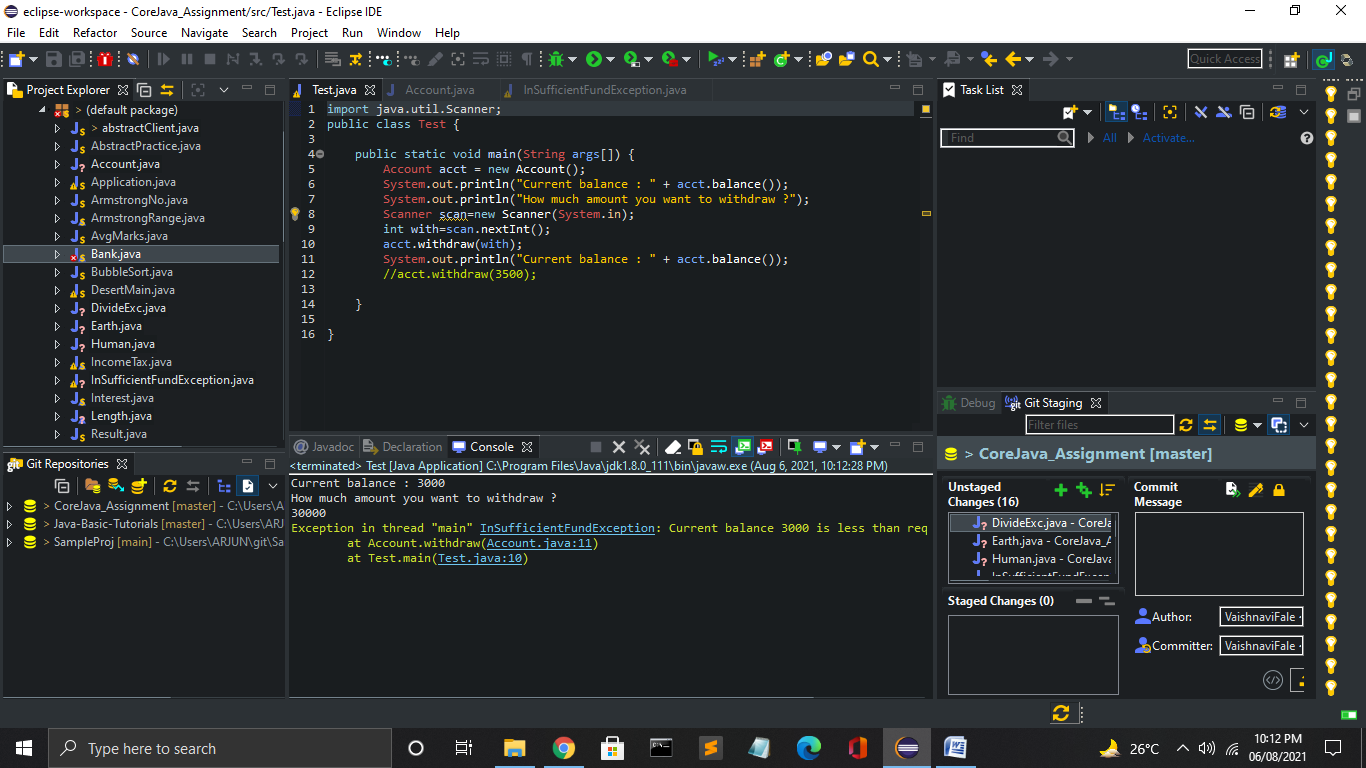 eclipse-workspace - CoreJava_Assignment/src/Test.java - Eclipse IDE
File Edit Refactor Source Navigate Search Project Run Window Help
Quick Access
Project Explorer
> (default package)
> abstractClient.java
AbstractPractice.java
Account.java
Application.java
ArmstrongNo.java
ArmstrongRange.java
AvgMarks.java
Bank.java
BubbleSort.java
DesertMain.java
DivideExc.java
Earth.java
Human.java
IncomeTax.java
InSufficientFundException.java
Interest.java
Length.java
Result.java
Git Repositories
> CoreJava_Assignment [master] - C:\Users\A
> Java-Basic-Tutorials [master] - C:\Users\ARJ
> SampleProj [main] - C:\Users\ARJUN\git\Sa
Test.java Account.java InSufficientFundException.java
1 import java.util.Scanner;
2 public class Test {
3
4 public static void main(String args[]) {
5 Account acct = new Account();
6 System.out.println("Current balance : " + acct.balance());
7 System.out.println("How much amount you want to withdraw ?");
8 Scanner scan=new Scanner(System.in);
9 int with=scan.nextInt();
10 acct.withdraw(with);
11 System.out.println("Current balance : " + acct.balance());
12 //acct.withdraw(3500);
13
14 }
15
16 }
Javadoc Declaration Console
<terminated> Test [Java Application] C:\Program Files\Java\jdk1.8.0_111\bin\javaw.exe (Aug 6, 2021, 10:12:28 PM)
Current balance : 3000
How much amount you want to withdraw ?
30000
Exception in thread "main" InSufficientFundException: Current balance 3000 is less than req
at Account.withdraw(Account.java:11)
at Test.main(Test.java:10)
Task List
Find All Activate...
Debug Git Staging
Filter files
> CoreJava_Assignment [master]
Unstaged Changes (16)
DivideExc.java - CoreJa
Earth.java - CoreJava_A
Human.java - CoreJava
Staged Changes (0)
Commit Message
Author: VaishnaviFale
Committer: VaishnaviFale
Type here to search
26°C
10:12 PM
06/08/2021